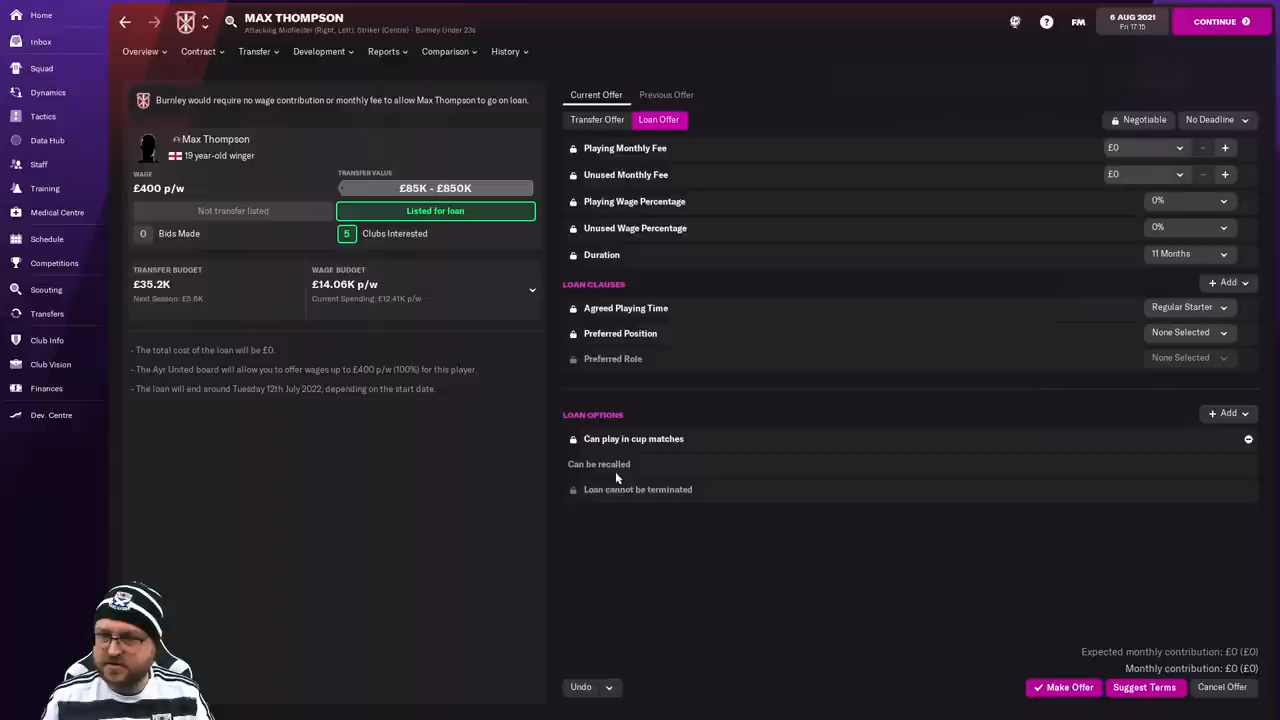 Home
Inbox
Squad
Dynamics
Tactics
Data Hub
Staff
Training
Medical Centre
Schedule
Competitions
Scouting
Transfers
Club Info
Club Vision
Finances
Dev. Centre
MAX THOMPSON
Attacking Midfielder (Right, Left), Striker (Centre) - Burnley Under 23s
FM
6 AUG 2021
Fri 17:15
CONTINUE
Overview
Contract
Transfer
Development
Reports
Comparison
History
Burnley would require no wage contribution or monthly fee to allow Max Thompson to go on loan.
Max Thompson
19 year-old winger
WAGE
£400 p/w
TRANSFER VALUE
£85K - £850K
Not transfer listed
Listed for loan
0 Bids Made
5 Clubs Interested
TRANSFER BUDGET
£35.2K
Next Season: £5.6K
WAGE BUDGET
£14.06K p/w
Current Spending: £12.41K p/w
- The total cost of the loan will be £0.
- The Ayr United board will allow you to offer wages up to £400 p/w (100%) for this player.
- The loan will end around Tuesday 12th July 2022, depending on the start date.
Current Offer
Previous Offer
Transfer Offer
Loan Offer
Negotiable
No Deadline
Playing Monthly Fee £0 - +
Unused Monthly Fee £0 - +
Playing Wage Percentage 0%
Unused Wage Percentage 0%
Duration 11 Months
LOAN CLAUSES + Add
Agreed Playing Time Regular Starter
Preferred Position None Selected
Preferred Role None Selected
LOAN OPTIONS + Add
Can play in cup matches
Can be recalled
Loan cannot be terminated
Expected monthly contribution: £0 (£0)
Monthly contribution: £0 (£0)
Undo
Make Offer
Suggest Terms
Cancel Offer